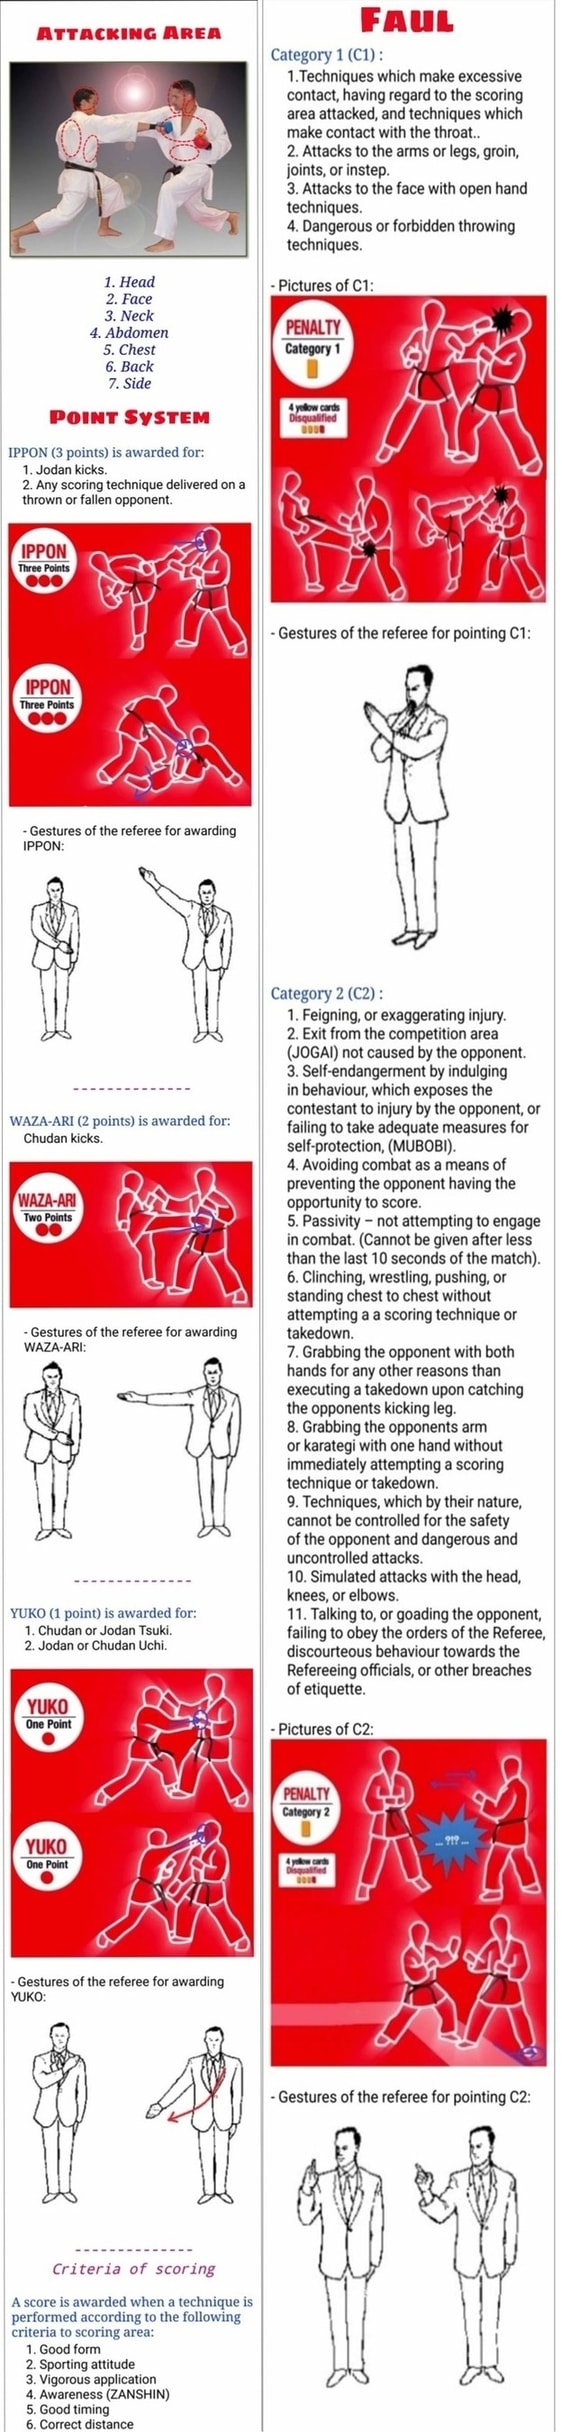 ATTACKING AREA
1. Head
2. Face
3. Neck
4. Abdomen
5. Chest
6. Back
7. Side
POINT SYSTEM
IPPON (3 points) is awarded for:
1. Jodan kicks.
2. Any scoring technique delivered on a
thrown or fallen opponent.
IPPON
Three Points
IPPON
Three Points
- Gestures of the referee for awarding
IPPON:
WAZA-ARI (2 points) is awarded for:
Chudan kicks.
WAZA-ARI
Two Points
- Gestures of the referee for awarding
WAZA-ARI:
YUKO (1 point) is awarded for:
1. Chudan or Jodan Tsuki.
2. Jodan or Chudan Uchi.
YUKO
One Point
YUKO
One Point
- Gestures of the referee for awarding
YUKO:
Criteria of scoring
A score is awarded when a technique is
performed according to the following
criteria to scoring area:
1. Good form
2. Sporting attitude
3. Vigorous application
4. Awareness (ZANSHIN)
5. Good timing
6. Correct distance
FAUL
Category 1 (C1) :
1.Techniques which make excessive
contact, having regard to the scoring
area attacked, and techniques which
make contact with the throat..
2. Attacks to the arms or legs, groin,
joints, or instep.
3. Attacks to the face with open hand
techniques.
4. Dangerous or forbidden throwing
techniques.
- Pictures of C1:
PENALTY
Category 1
4 yellow cards
Disqualified
- Gestures of the referee for pointing C1:
Category 2 (C2) :
1. Feigning, or exaggerating injury.
2. Exit from the competition area
(JOGAI) not caused by the opponent.
3. Self-endangerment by indulging
in behaviour, which exposes the
contestant to injury by the opponent, or
failing to take adequate measures for
self-protection, (MUBOBI).
4. Avoiding combat as a means of
preventing the opponent having the
opportunity to score.
5. Passivity – not attempting to engage
in combat. (Cannot be given after less
than the last 10 seconds of the match).
6. Clinching, wrestling, pushing, or
standing chest to chest without
attempting a a scoring technique or
takedown.
7. Grabbing the opponent with both
hands for any other reasons than
executing a takedown upon catching
the opponents kicking leg.
8. Grabbing the opponents arm
or karategi with one hand without
immediately attempting a scoring
technique or takedown.
9. Techniques, which by their nature,
cannot be controlled for the safety
of the opponent and dangerous and
uncontrolled attacks.
10. Simulated attacks with the head,
knees, or elbows.
11. Talking to, or goading the opponent,
failing to obey the orders of the Referee,
discourteous behaviour towards the
Refereeing officials, or other breaches
of etiquette.
- Pictures of C2:
PENALTY
Category 2
4 yellow cards
Disqualified
... ?!? ...
- Gestures of the referee for pointing C2: